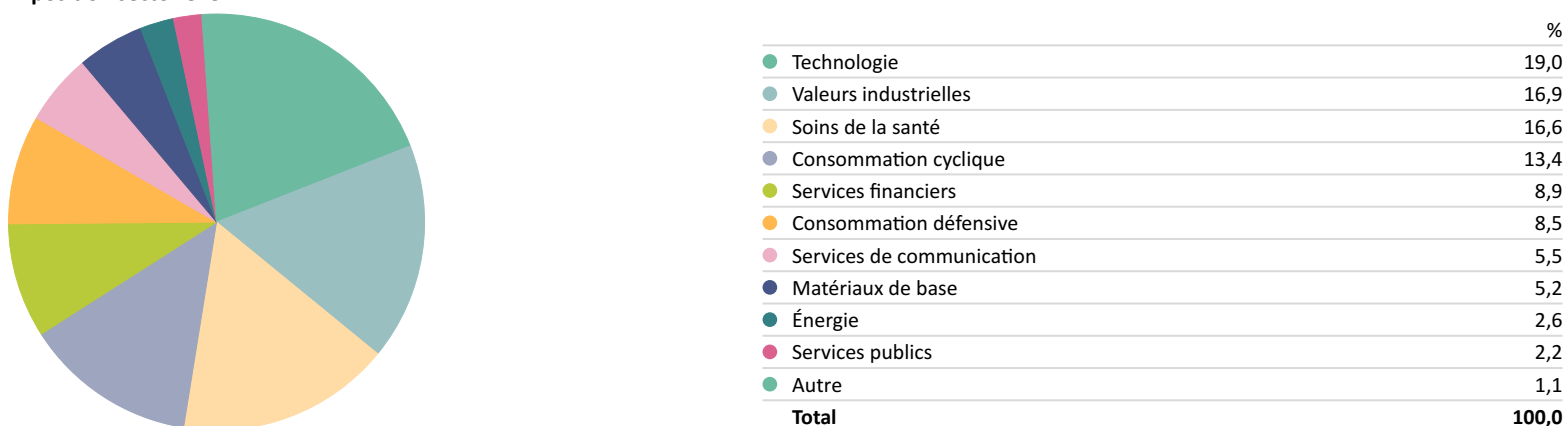 %
Technologie 19,0
Valeurs industrielles 16,9
Soins de la santé 16,6
Consommation cyclique 13,4
Services financiers 8,9
Consommation défensive 8,5
Services de communication 5,5
Matériaux de base 5,2
Énergie 2,6
Services publics 2,2
Autre 1,1
Total 100,0